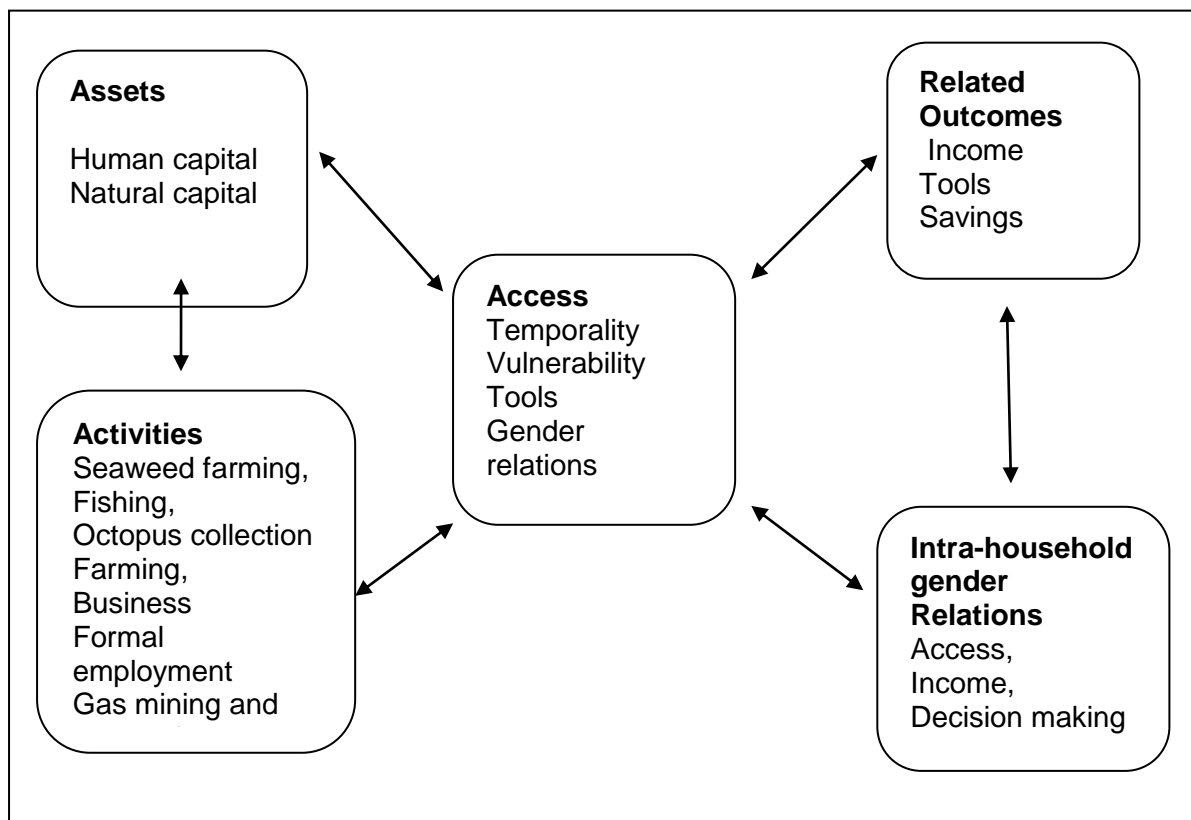 Assets
Human capital
Natural capital
Related
Outcomes
Income
Tools
Savings
Access
Temporality
Vulnerability
Tools
Gender
relations
Activities
Seaweed farming,
Fishing,
Octopus collection
Farming,
Business
Formal
employment
Gas mining and
Intra-household
gender
Relations
Access,
Income,
Decision making